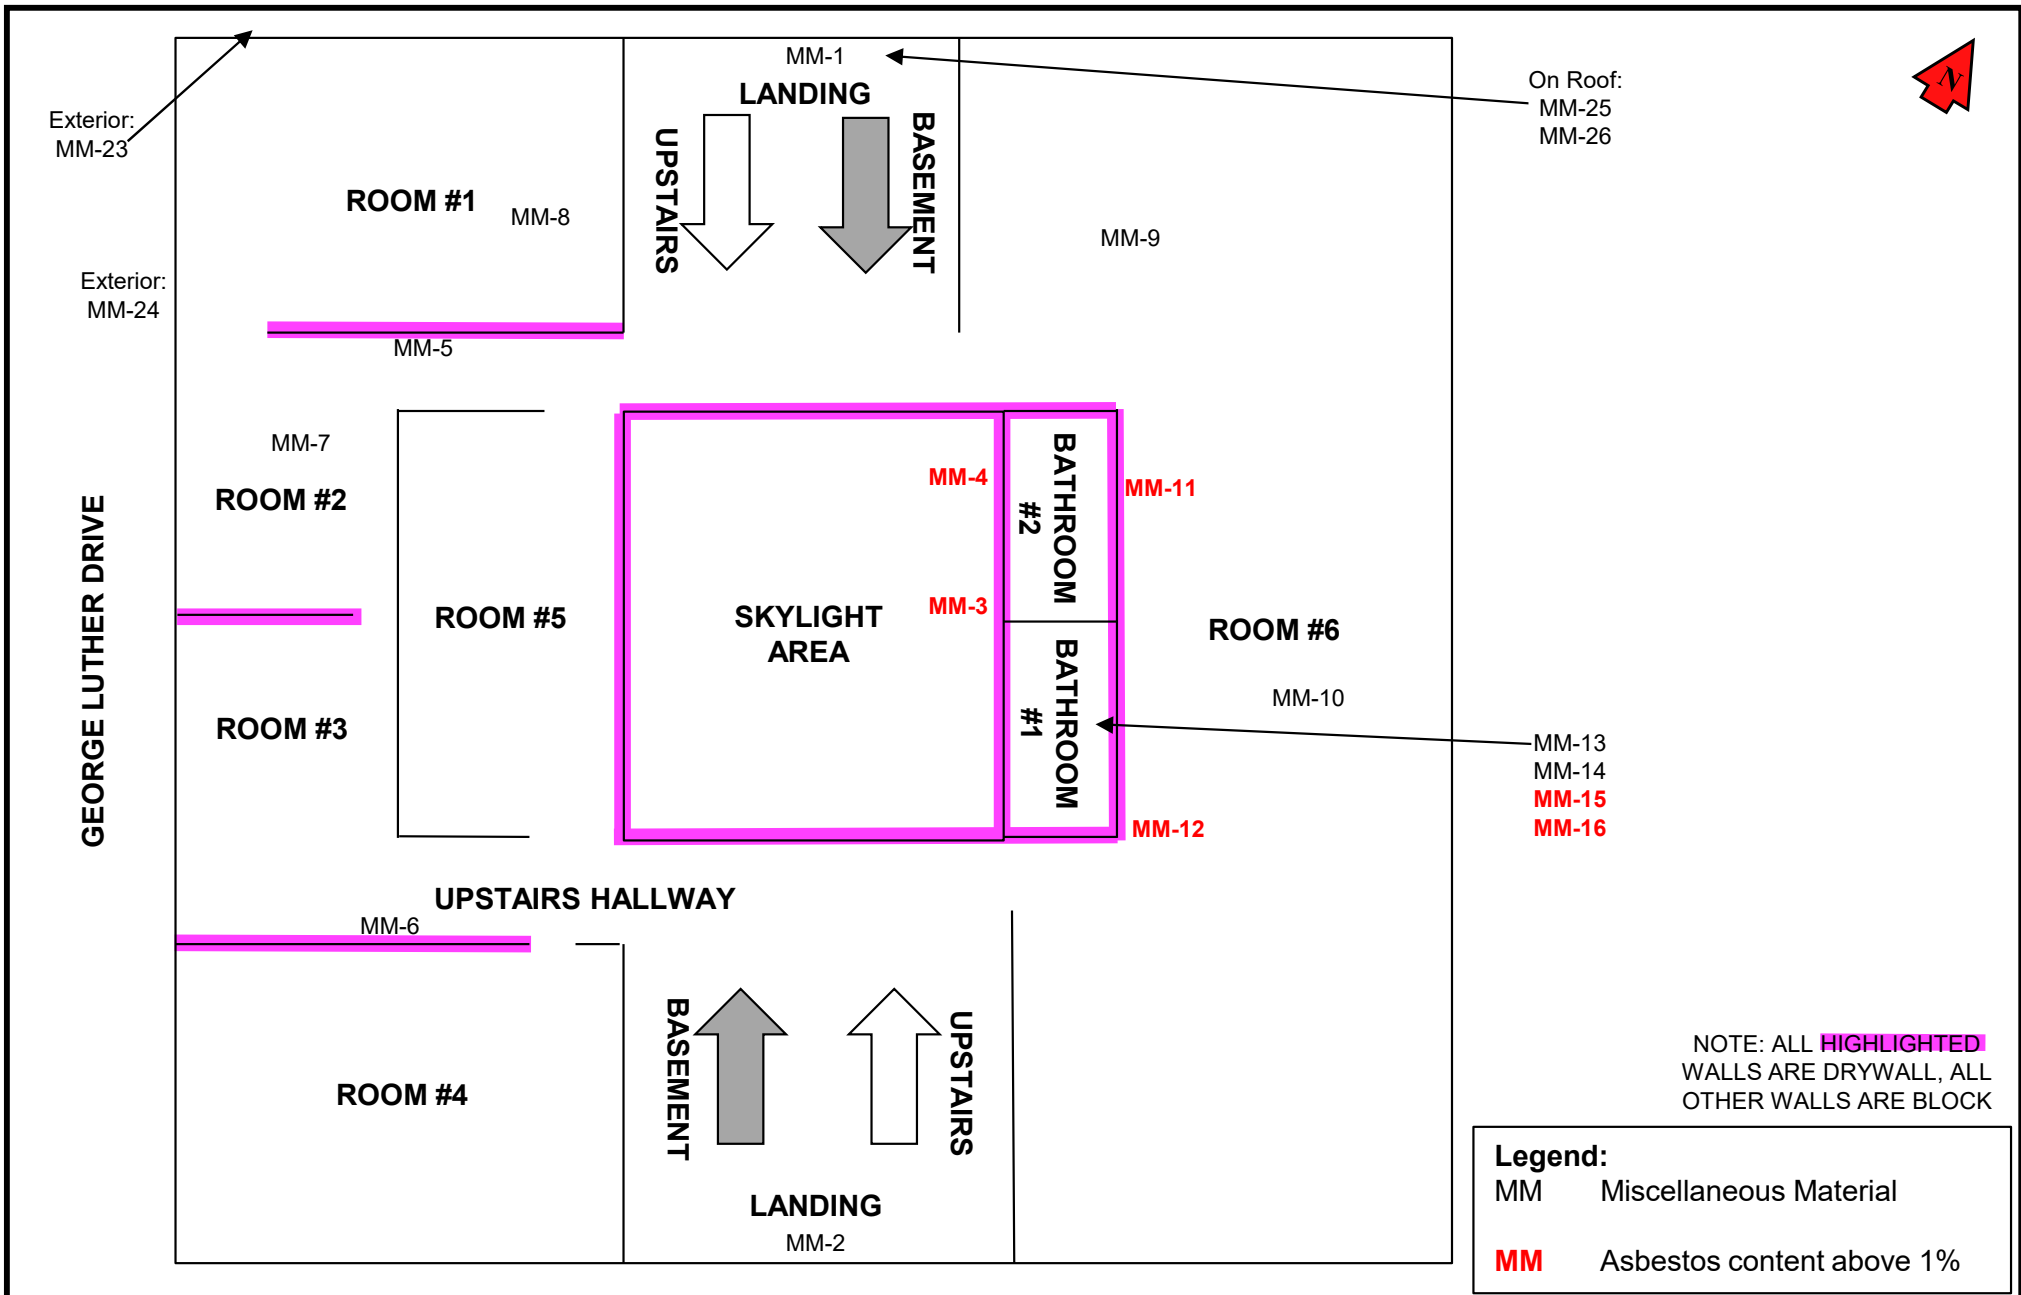 MM-1
LANDING
On Roof:
MM-25
MM-26
N
Exterior:
MM-23
UPSTAIRS
BASEMENT
ROOM #1
MM-8
MM-9
Exterior:
MM-24
MM-5
MM-7
ROOM #2
MM-4
BATHROOM
#2
MM-11
GEORGE LUTHER DRIVE
ROOM #5
SKYLIGHT
AREA
MM-3
ROOM #6
ROOM #3
BATHROOM
#1
MM-10
MM-13
MM-14
MM-15
MM-16
MM-12
UPSTAIRS HALLWAY
MM-6
BASEMENT
UPSTAIRS
ROOM #4
LANDING
MM-2
NOTE: ALL HIGHLIGHTED
WALLS ARE DRYWALL, ALL
OTHER WALLS ARE BLOCK
Legend:
MM Miscellaneous Material
MM Asbestos content above 1%